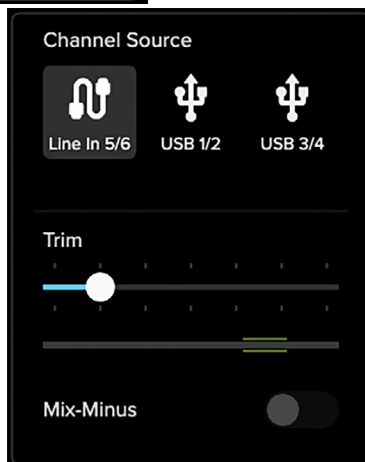 Channel Source
Line In 5/6 USB 1/2 USB 3/4
Trim
Mix-Minus